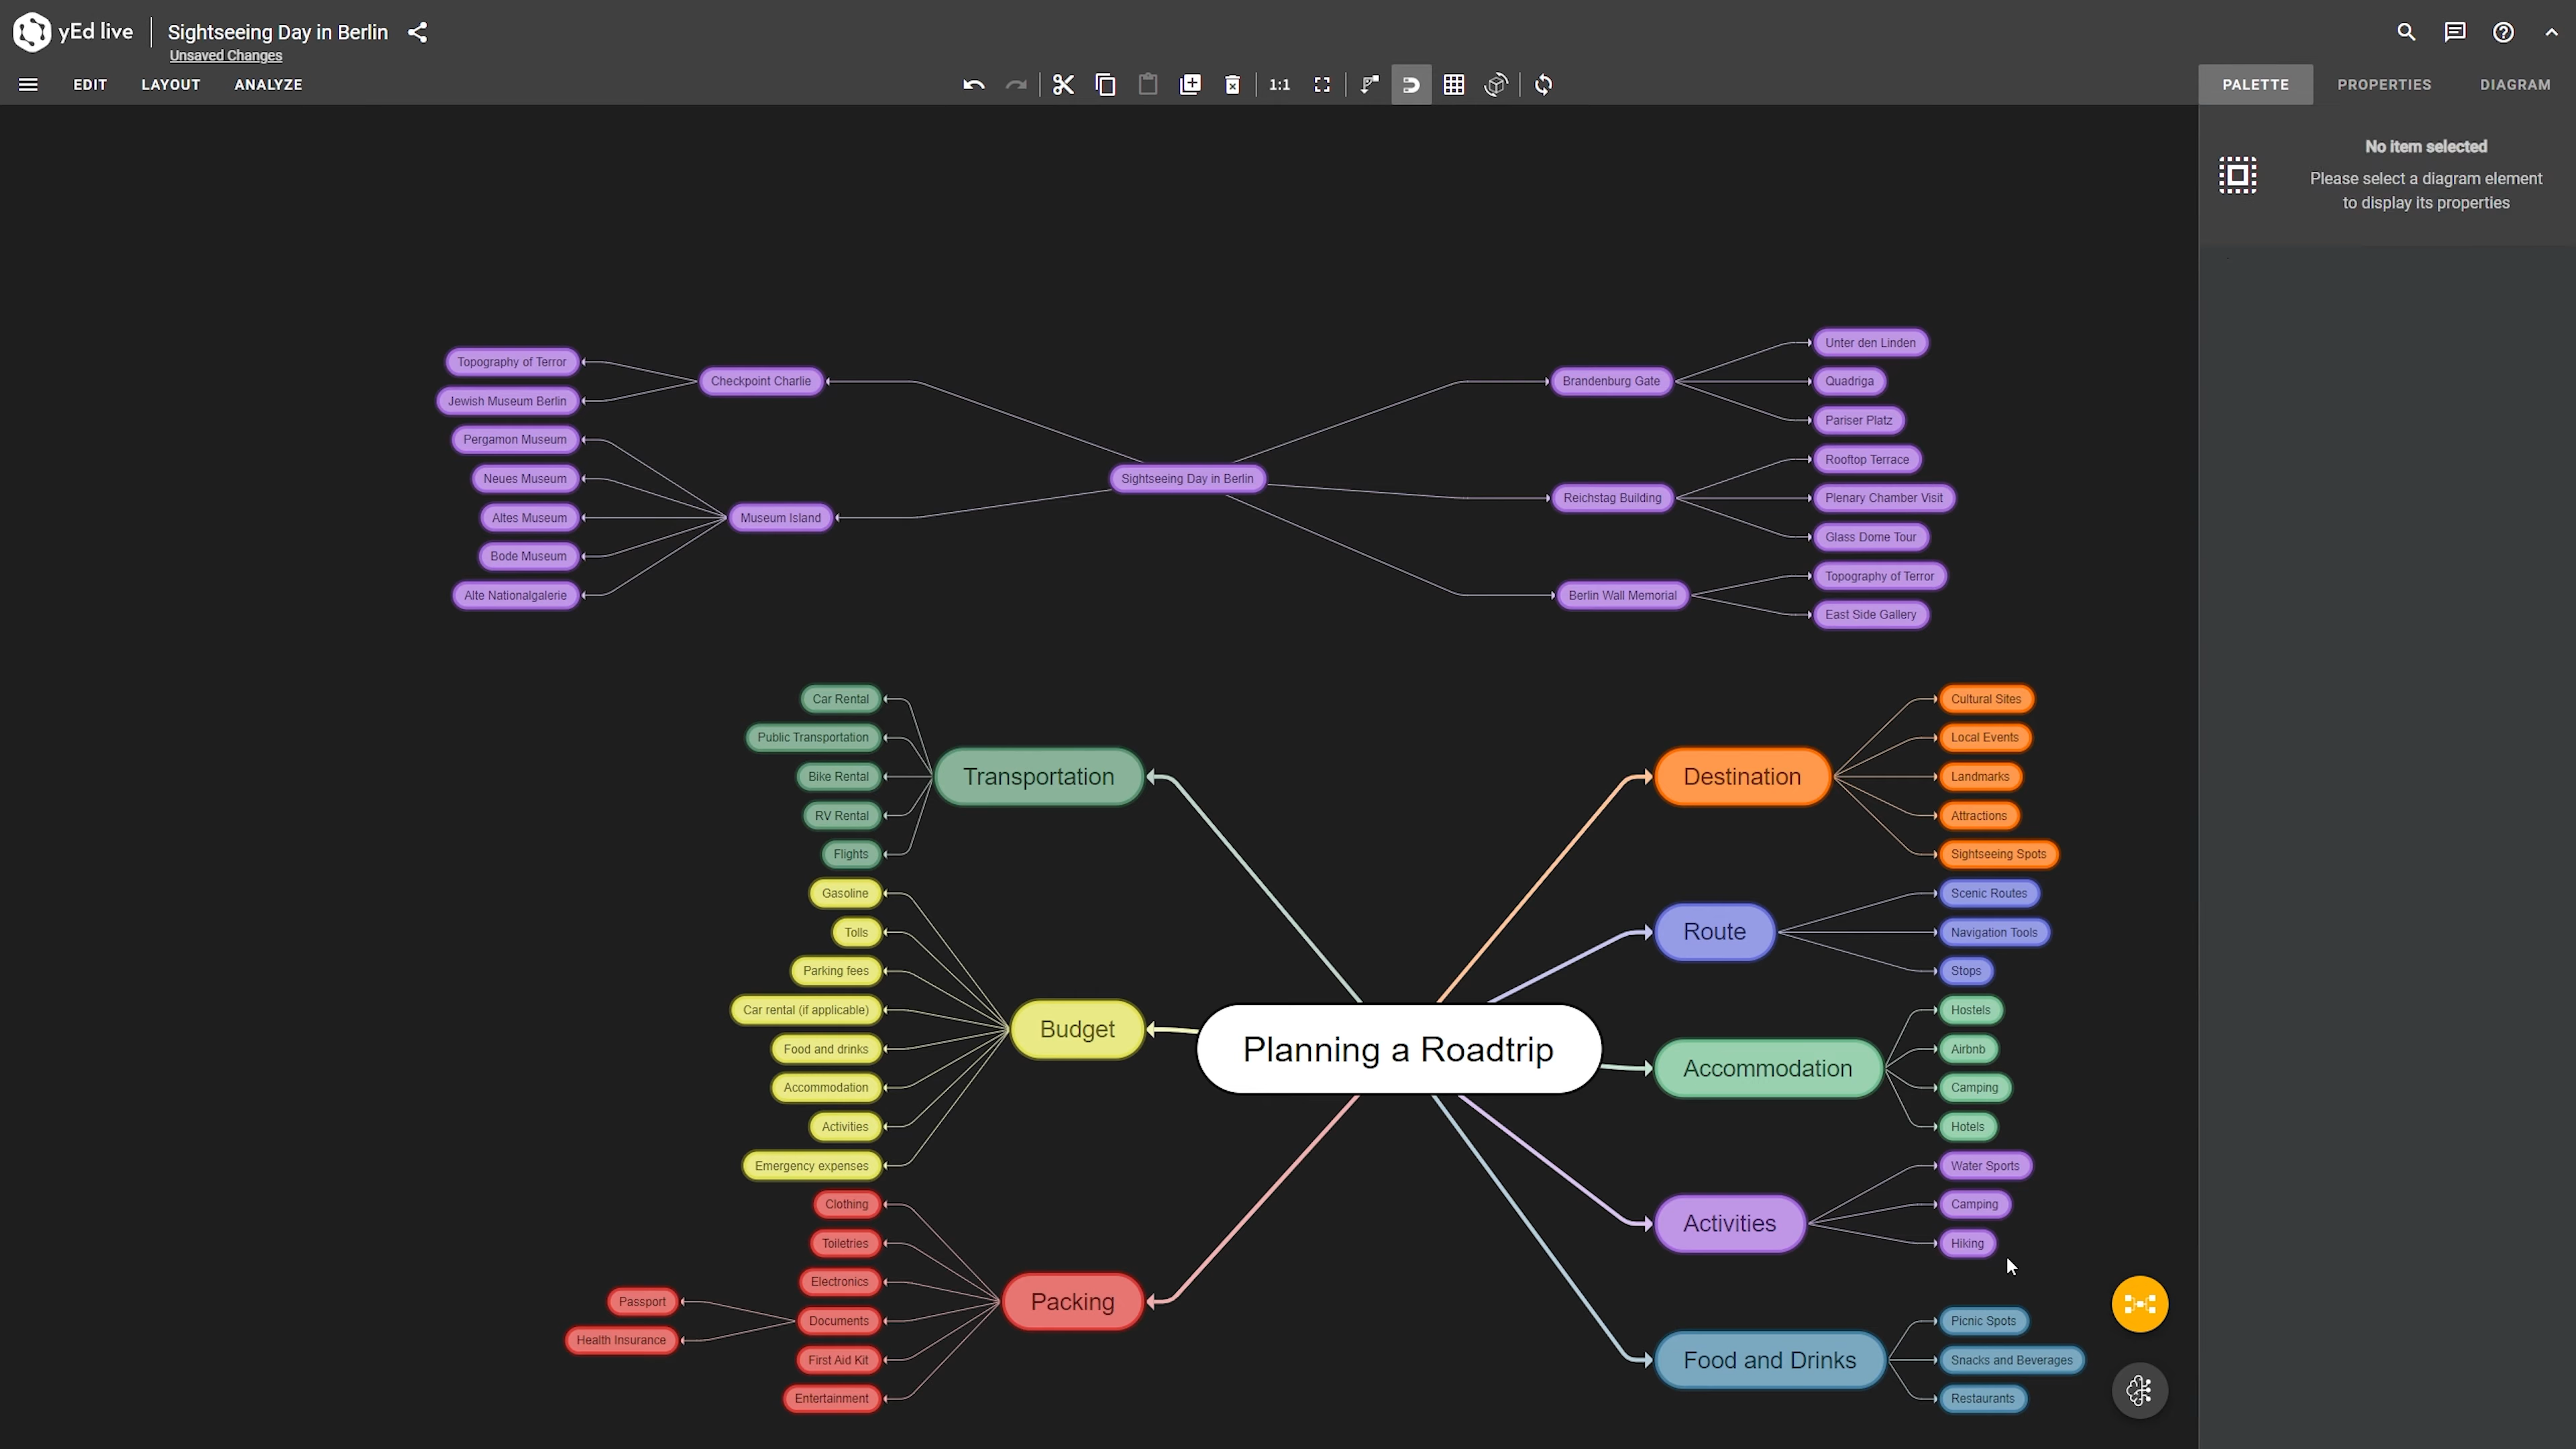 yEd live
Sightseeing Day in Berlin
Unsaved Changes
EDIT
LAYOUT
ANALYZE
1:1
PALETTE
PROPERTIES
DIAGRAM
No item selected
Please select a diagram element
to display its properties
Topography of Terror
Jewish Museum Berlin
Checkpoint Charlie
Pergamon Museum
Neues Museum
Altes Museum
Bode Museum
Alte Nationalgalerie
Museum Island
Sightseeing Day in Berlin
Brandenburg Gate
Unter den Linden
Quadriga
Pariser Platz
Reichstag Building
Rooftop Terrace
Plenary Chamber Visit
Glass Dome Tour
Berlin Wall Memorial
Topography of Terror
East Side Gallery
Car Rental
Public Transportation
Bike Rental
RV Rental
Flights
Transportation
Gasoline
Tolls
Parking fees
Car rental (if applicable)
Food and drinks
Accommodation
Activities
Emergency expenses
Budget
Clothing
Toiletries
Electronics
Documents
First Aid Kit
Entertainment
Passport
Health Insurance
Packing
Planning a Roadtrip
Destination
Cultural Sites
Local Events
Landmarks
Attractions
Sightseeing Spots
Route
Scenic Routes
Navigation Tools
Stops
Accommodation
Hostels
Airbnb
Camping
Hotels
Activities
Water Sports
Camping
Hiking
Food and Drinks
Picnic Spots
Snacks and Beverages
Restaurants